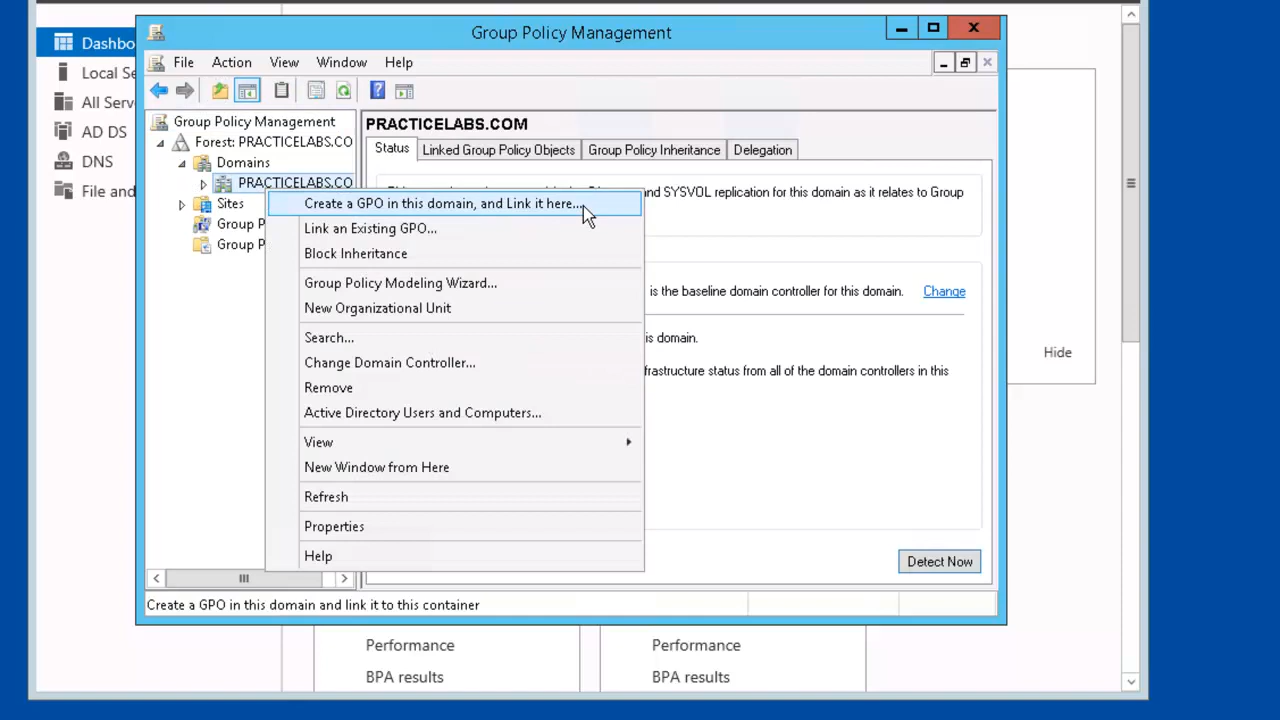 Group Policy Management
File Action View Window Help
Dashbo
Local Se
All Serv
AD DS
DNS
File and
Group Policy Management
Forest: PRACTICELABS.CO
Domains
PRACTICELABS.CO
Sites
Group P
Group P
PRACTICELABS.COM
Status Linked Group Policy Objects Group Policy Inheritance Delegation
and SYSVOL replication for this domain as it relates to Group
is the baseline domain controller for this domain. Change
is domain.
frastructure status from all of the domain controllers in this
Detect Now
Create a GPO in this domain, and Link it here...
Link an Existing GPO...
Block Inheritance
Group Policy Modeling Wizard...
New Organizational Unit
Search...
Change Domain Controller...
Remove
Active Directory Users and Computers...
View
New Window from Here
Refresh
Properties
Help
Create a GPO in this domain and link it to this container
Hide
Performance
BPA results
Performance
BPA results